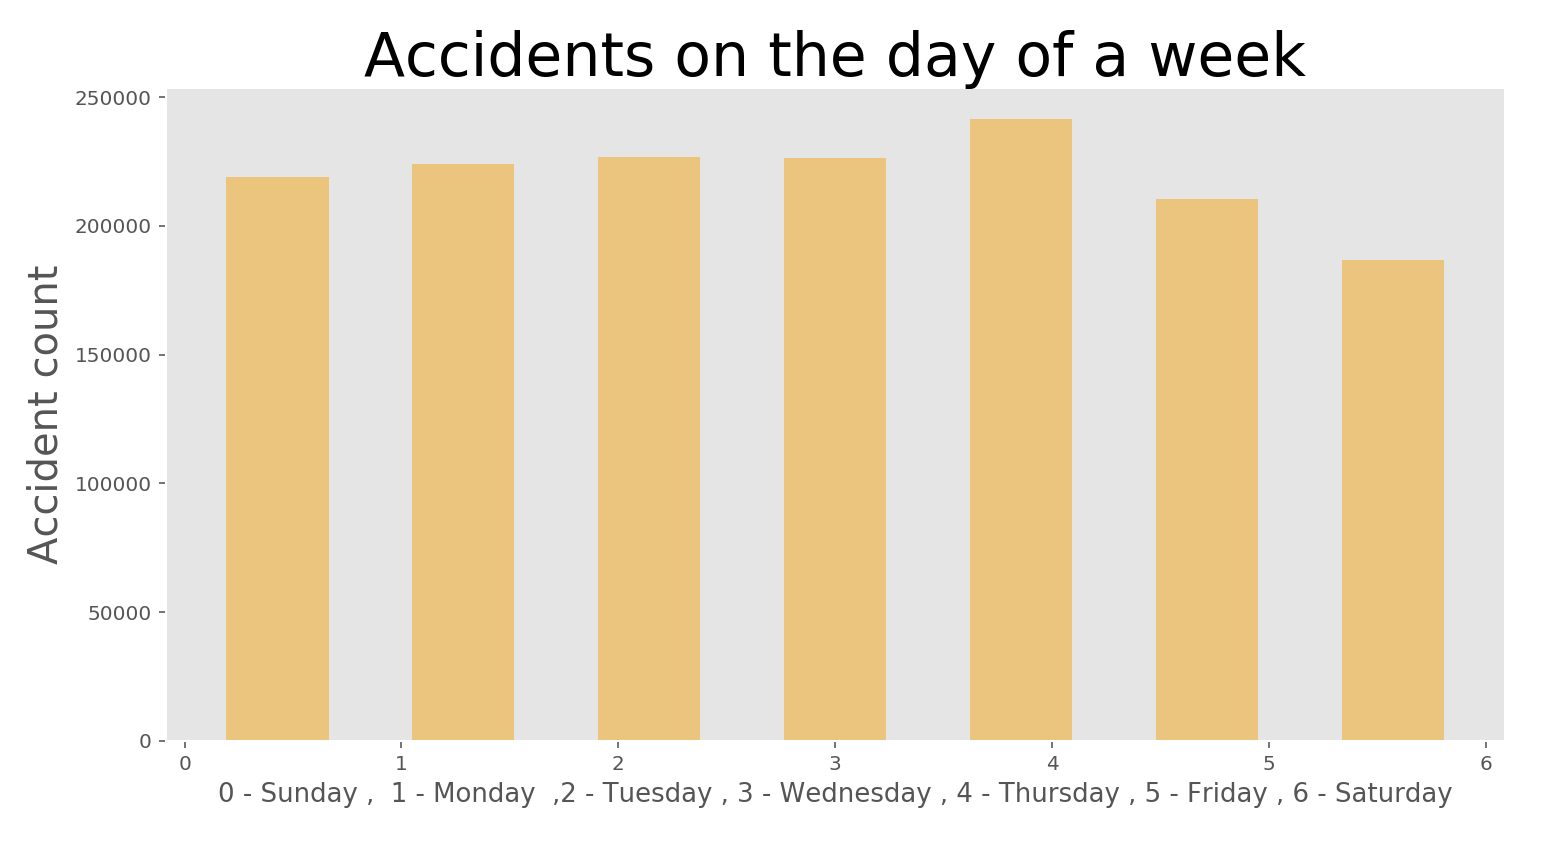 Accidents on the day of a week
Accident count
250000
200000
150000
100000
50000
0
0 1 2 3 4 5 6
0 - Sunday ,  1 - Monday  ,2 - Tuesday , 3 - Wednesday , 4 - Thursday , 5 - Friday , 6 - Saturday